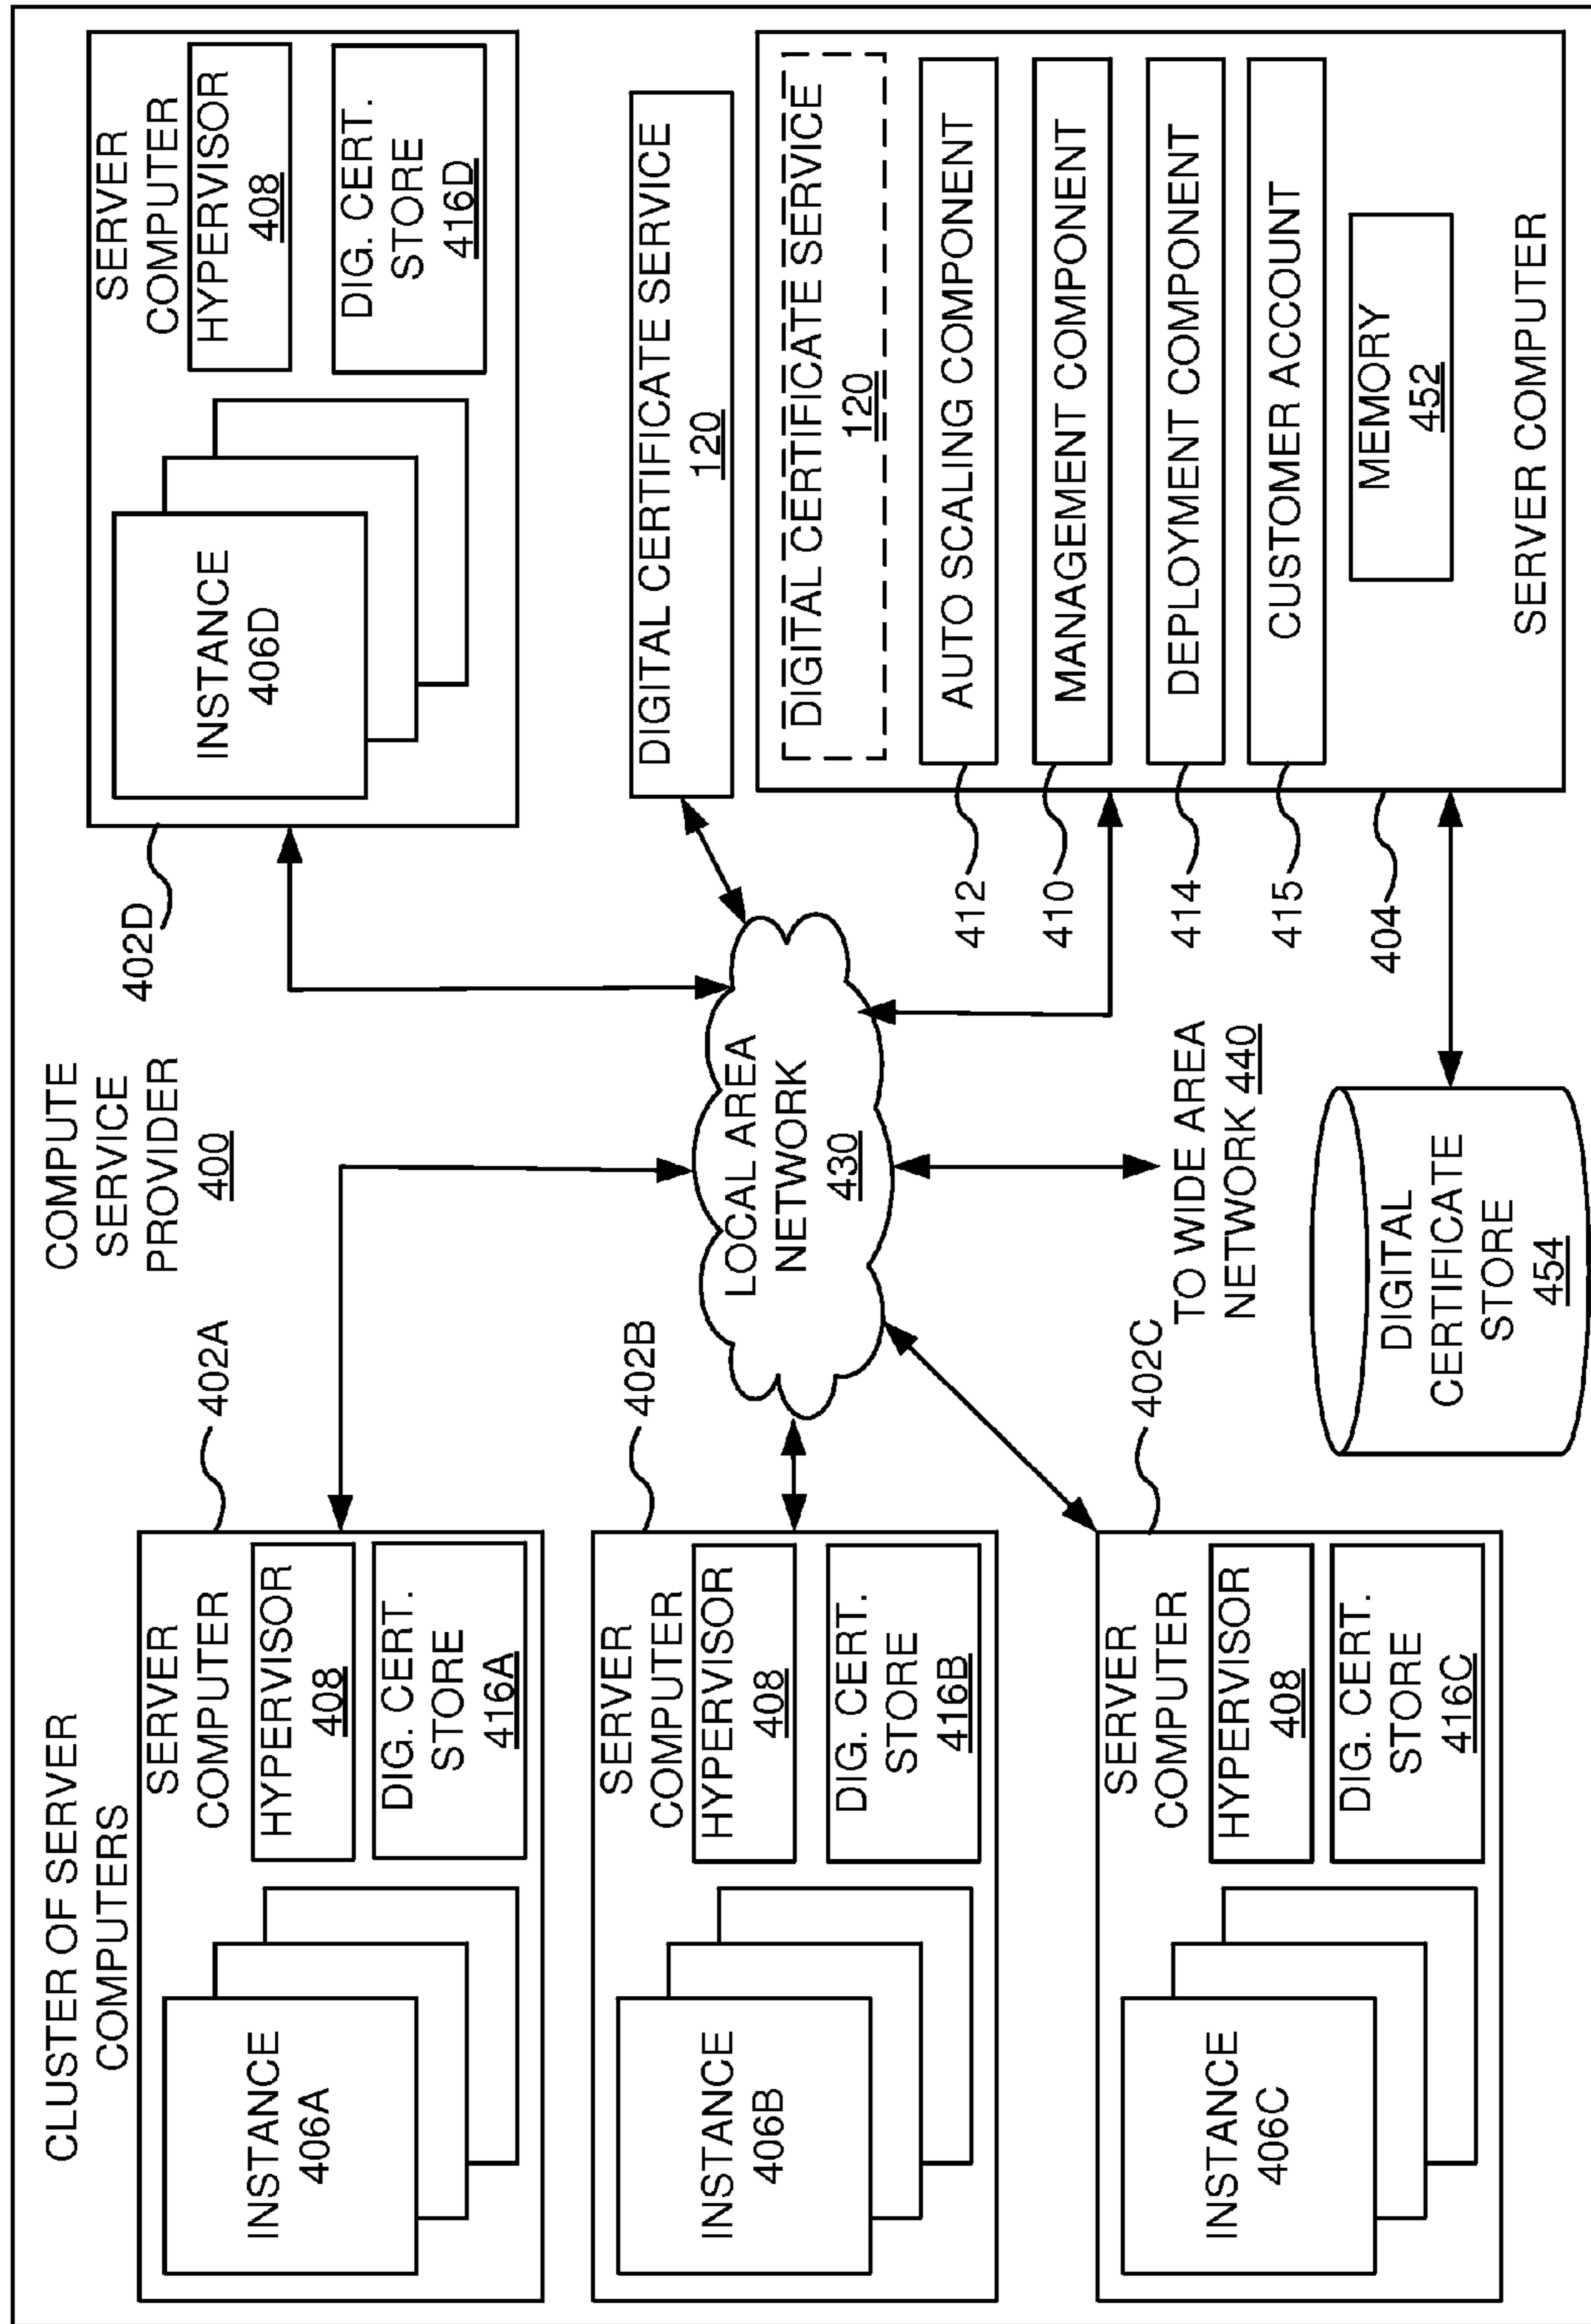 CLUSTER OF SERVER
COMPUTERS
COMPUTE
SERVICE
PROVIDER
400
402A
SERVER
COMPUTER
HYPERVISOR
408
DIG. CERT.
STORE
416A
INSTANCE
406A
402B
SERVER
COMPUTER
HYPERVISOR
408
DIG. CERT.
STORE
416B
INSTANCE
406B
402C
SERVER
COMPUTER
HYPERVISOR
408
DIG. CERT.
STORE
416C
INSTANCE
406C
LOCAL AREA
NETWORK
430
TO WIDE AREA
NETWORK 440
DIGITAL
CERTIFICATE
STORE
454
402D
SERVER
COMPUTER
HYPERVISOR
408
DIG. CERT.
STORE
416D
INSTANCE
406D
DIGITAL CERTIFICATE SERVICE
120
DIGITAL CERTIFICATE SERVICE
120
412
AUTO SCALING COMPONENT
410
MANAGEMENT COMPONENT
414
DEPLOYMENT COMPONENT
415
CUSTOMER ACCOUNT
404
MEMORY
452
SERVER COMPUTER